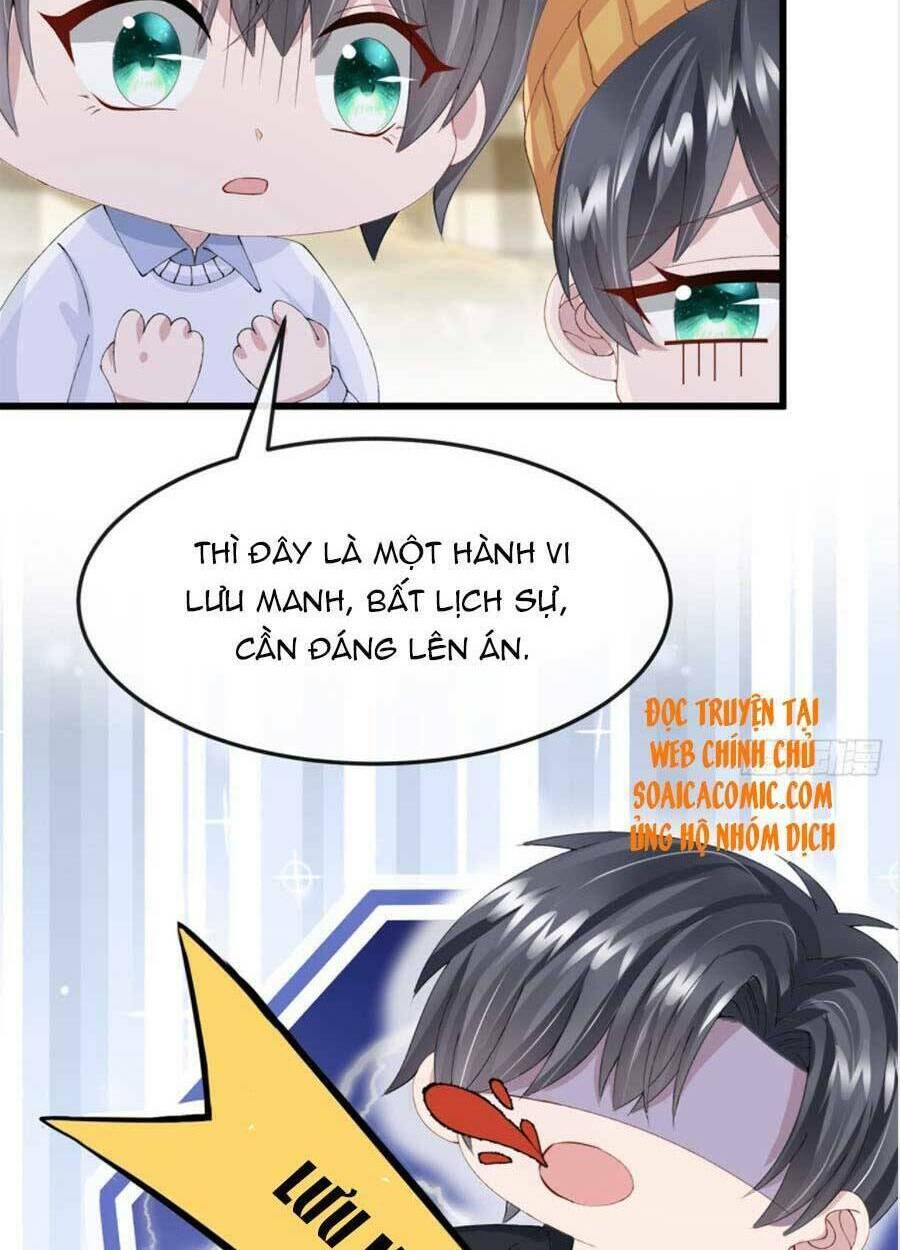 THÌ ĐÂY LÀ MỘT HÀNH VI
LƯU MANH, BẤT LỊCH SỰ,
CẦN ĐÁNG LÊN ÁN.
ĐỌC TRUYỆN TẠI
WEB CHÍNH CHỦ
SOAICACOMIC.COM
ỦNG HỘ NHÓM DỊCH
LƯU